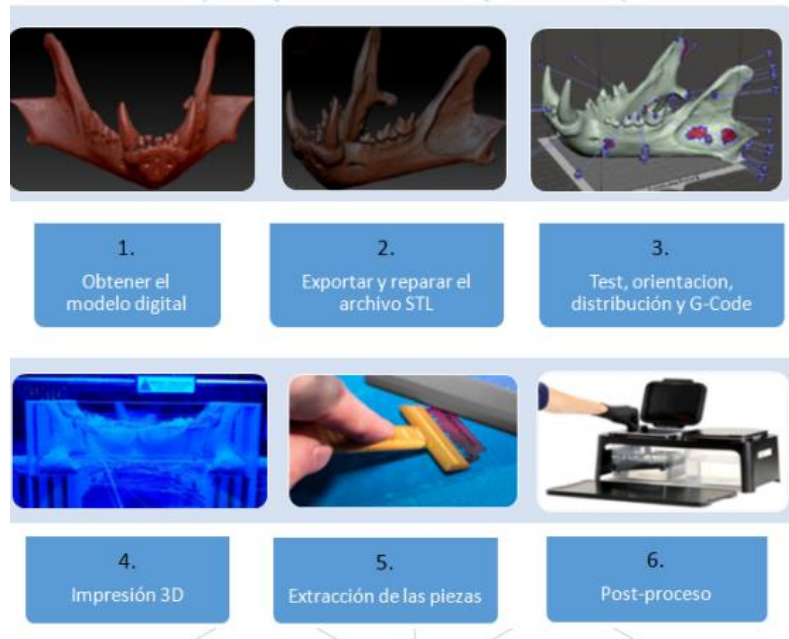 1.
Obtener el
modelo digital
2.
Exportar y reparar el
archivo STL
3.
Test, orientacion,
distribución y G-Code
4.
Impresión 3D
5.
Extracción de las piezas
6.
Post-proceso